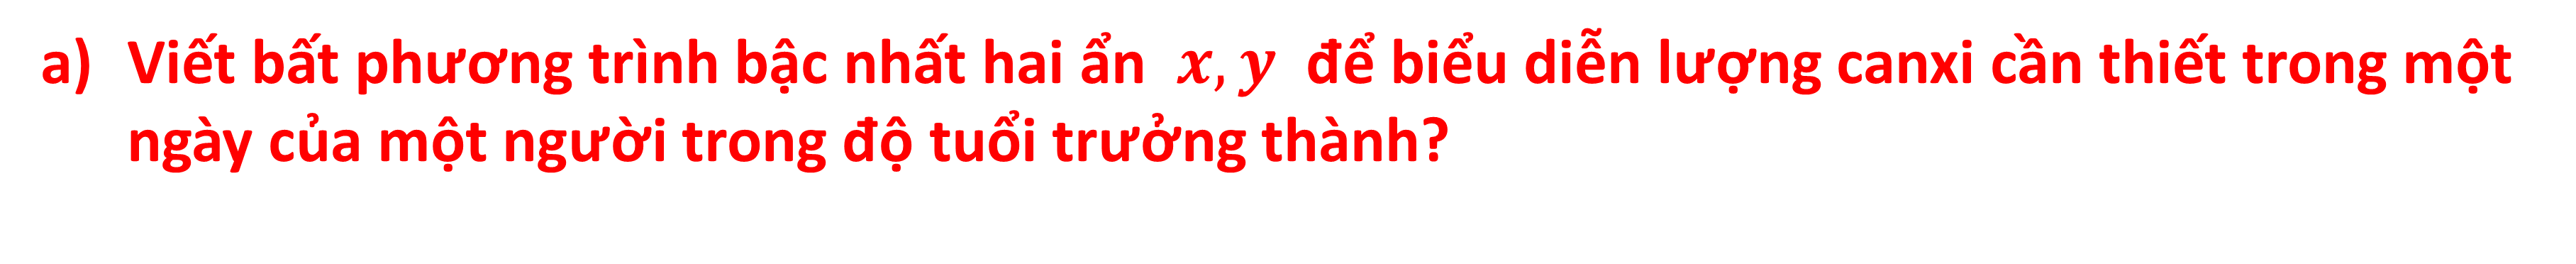 a) Viết bất phương trình bậc nhất hai ẩn x, y để biểu diễn lượng canxi cần thiết trong một
ngày của một người trong độ tuổi trưởng thành?